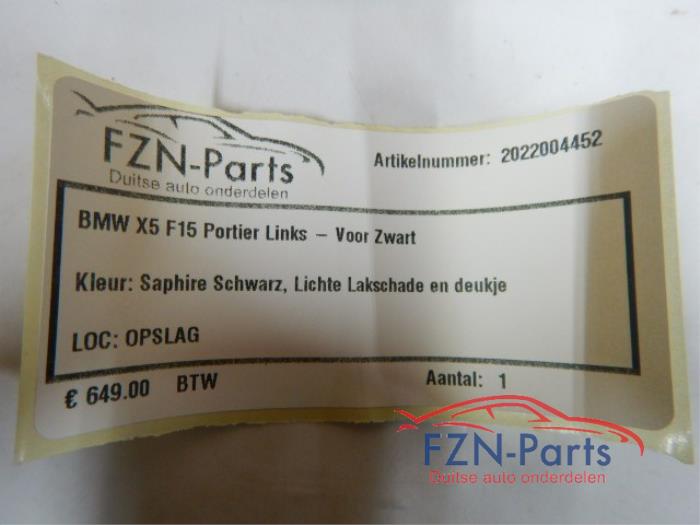 FZN-Parts
Duitse auto onderdelen
Artikelnummer: 2022004452
BMW X5 F15 Portier Links – Voor Zwart
Kleur: Saphire Schwarz, Lichte Lakschade en deukje
LOC: OPSLAG
€ 649.00 BTW
Aantal: 1
FZN-Parts
Duitse auto onderdelen